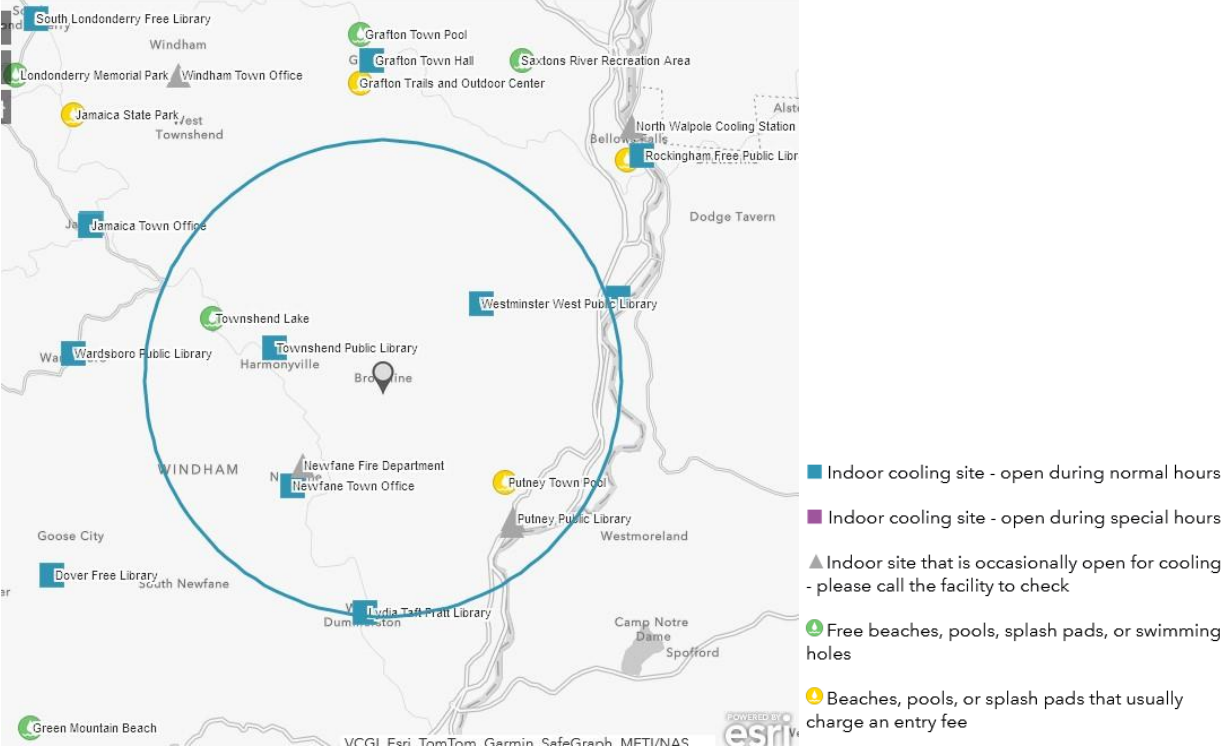 South Londonderry Free Library
Grafton Town Pool
Windham
Grafton Town Hall
Saxtons River Recreation Area
Londonderry Memorial Park
Windham Town Office
Grafton Trails and Outdoor Center
Jamaica State Park
Townshend
North Walpole Cooling Station
Rockingham Free Public Libr
Dodge Tavern
Jamaica Town Office
Westminster West Public Library
Townshend Lake
Townshend Public Library
Wardsboro Public Library
Harmonyville
WINDHAM
Newfane Fire Department
Newfane Town Office
Putney Town Pool
Putney Public Library
Westmoreland
Goose City
Dover Free Library
South Newfane
Lydia Taft Pratt Library
Camp Notre
Dame
Spofford
Green Mountain Beach
POWERED BY
esri
VCGI, Esri, TomTom, Garmin, SafeGraph, METI/NAS
Indoor cooling site - open during normal hours
Indoor cooling site - open during special hours
Indoor site that is occasionally open for cooling
- please call the facility to check
Free beaches, pools, splash pads, or swimming
holes
Beaches, pools, or splash pads that usually
charge an entry fee